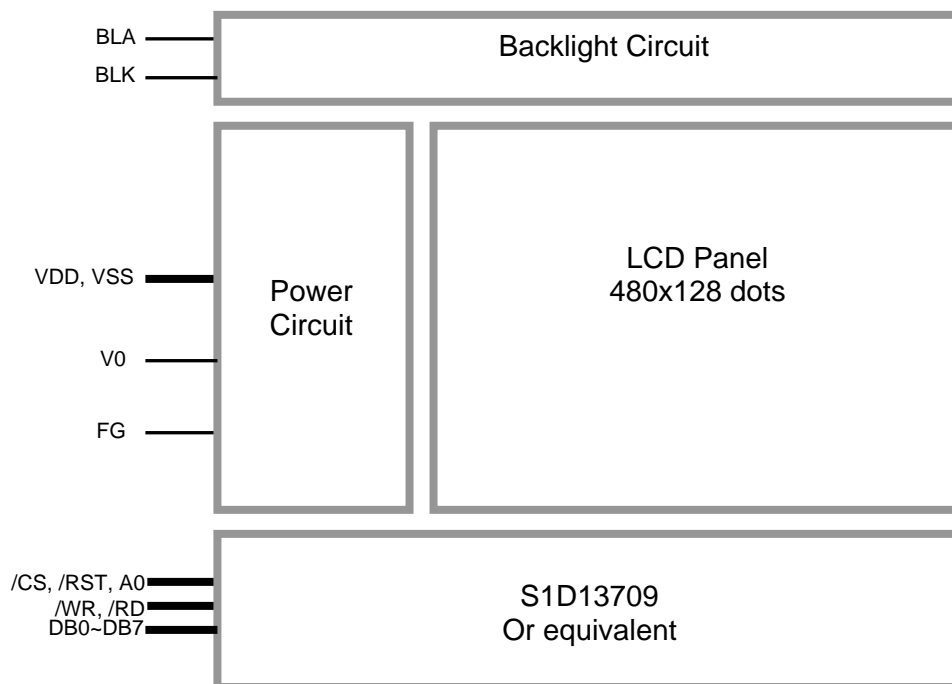 BLA
BLK
Backlight Circuit
VDD, VSS
V0
FG
Power
Circuit
LCD Panel
480x128 dots
/CS, /RST, A0
/WR, /RD
DB0~DB7
S1D13709
Or equivalent